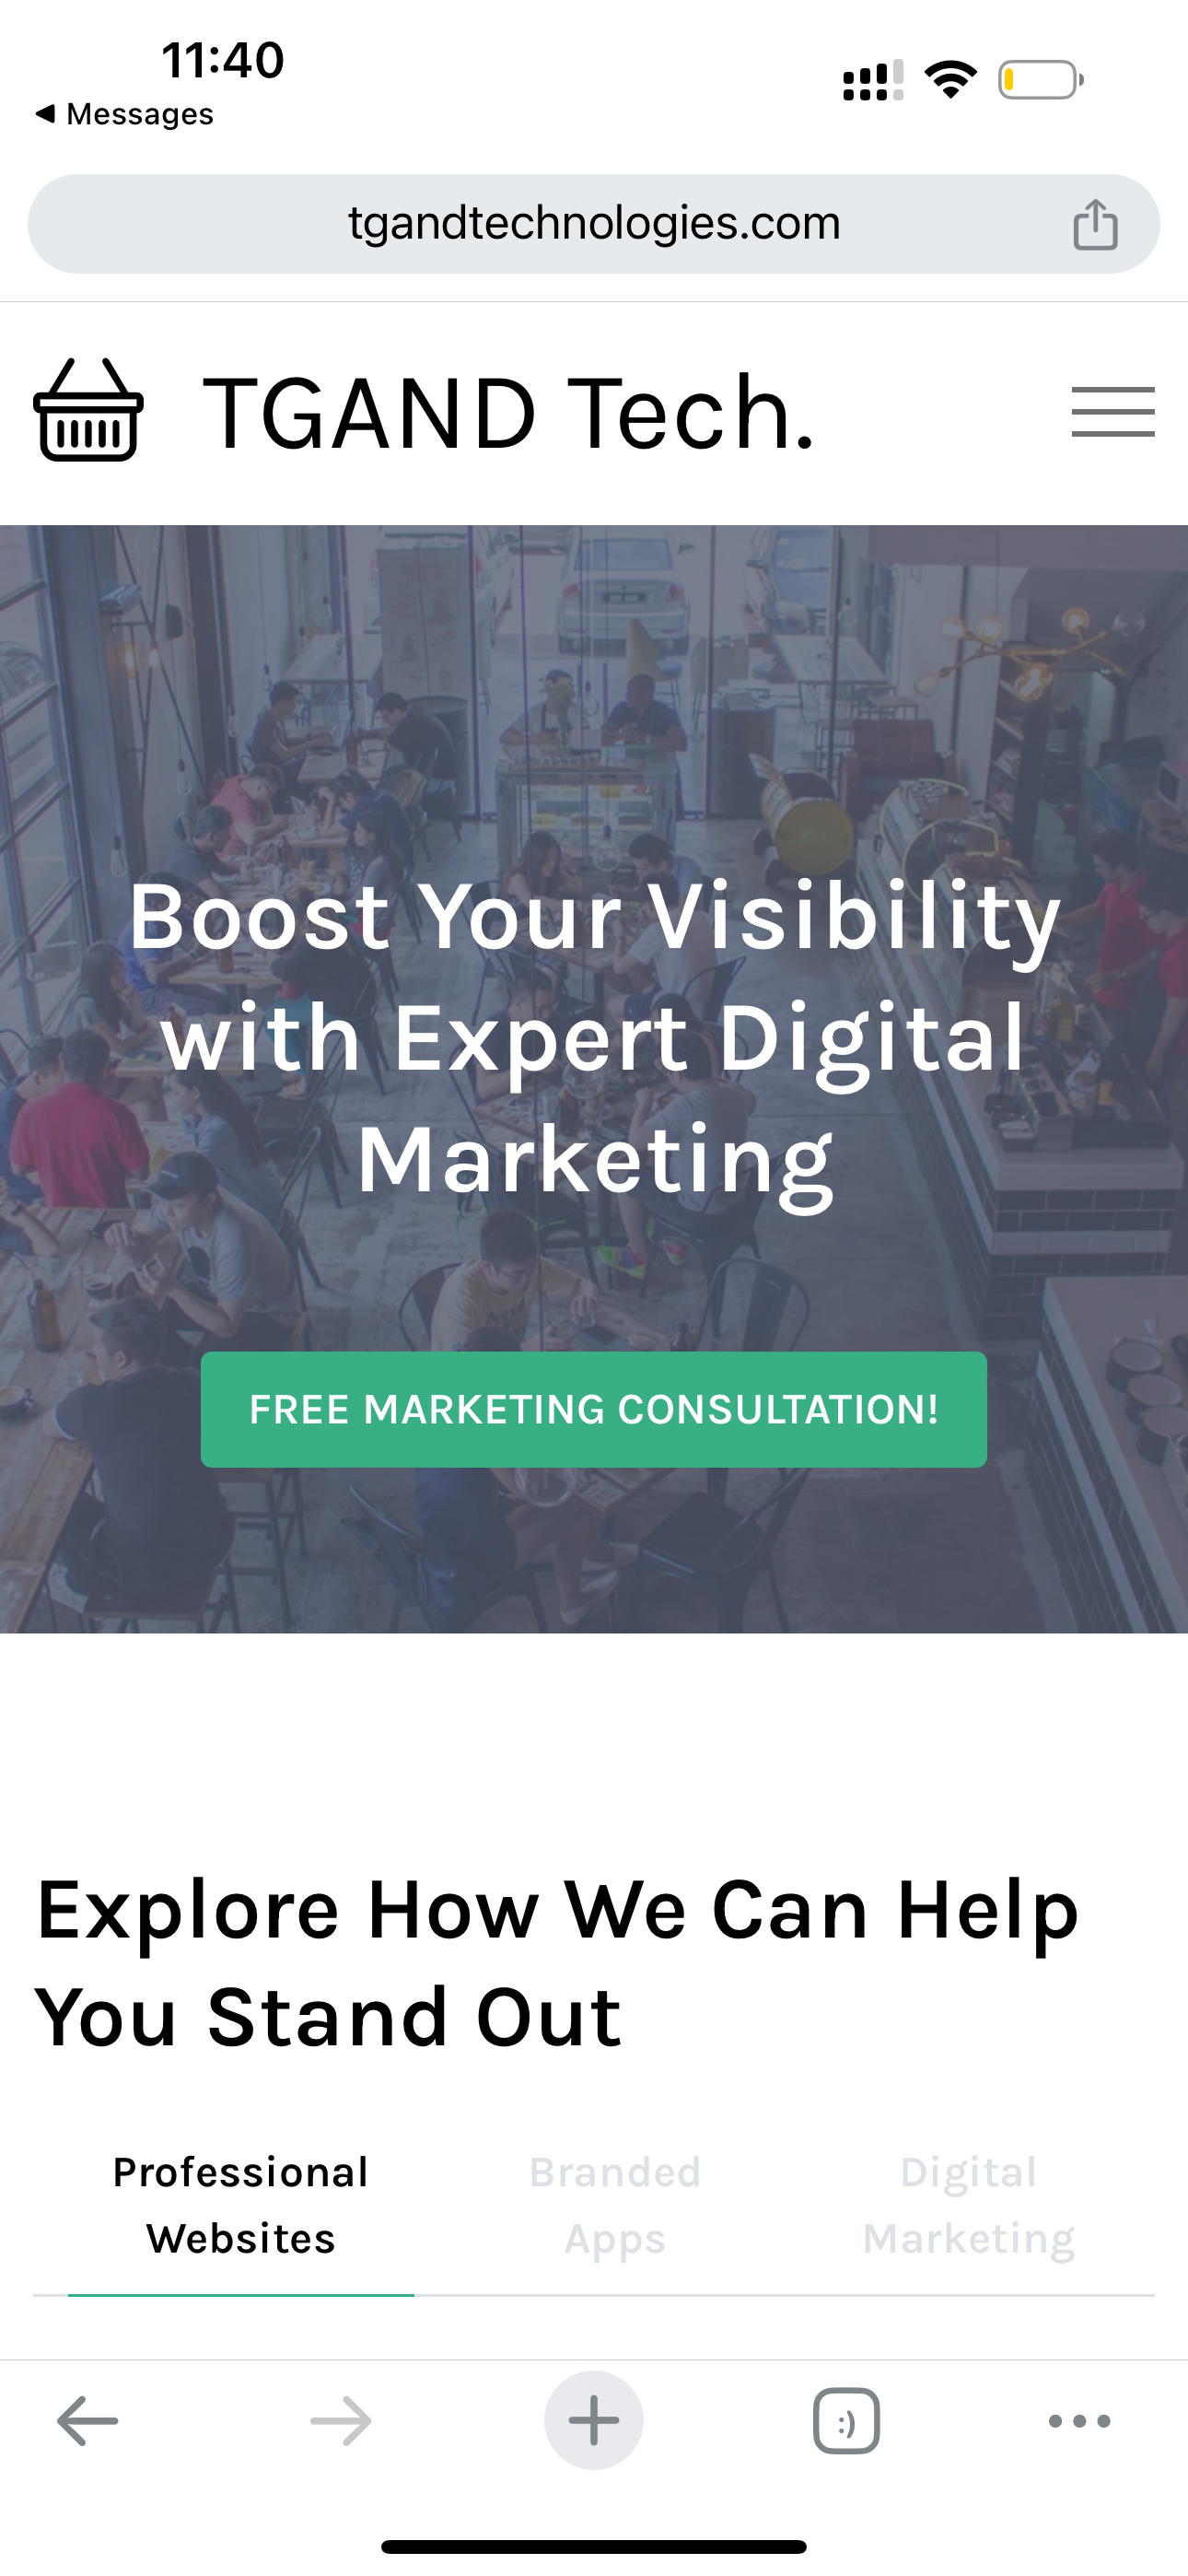 11:40
◀ Messages
tgandtechnologies.com
TGAND Tech.
Boost Your Visibility
with Expert Digital
Marketing
FREE MARKETING CONSULTATION!
Explore How We Can Help
You Stand Out
Professional
Websites
Branded
Apps
Digital
Marketing
:)